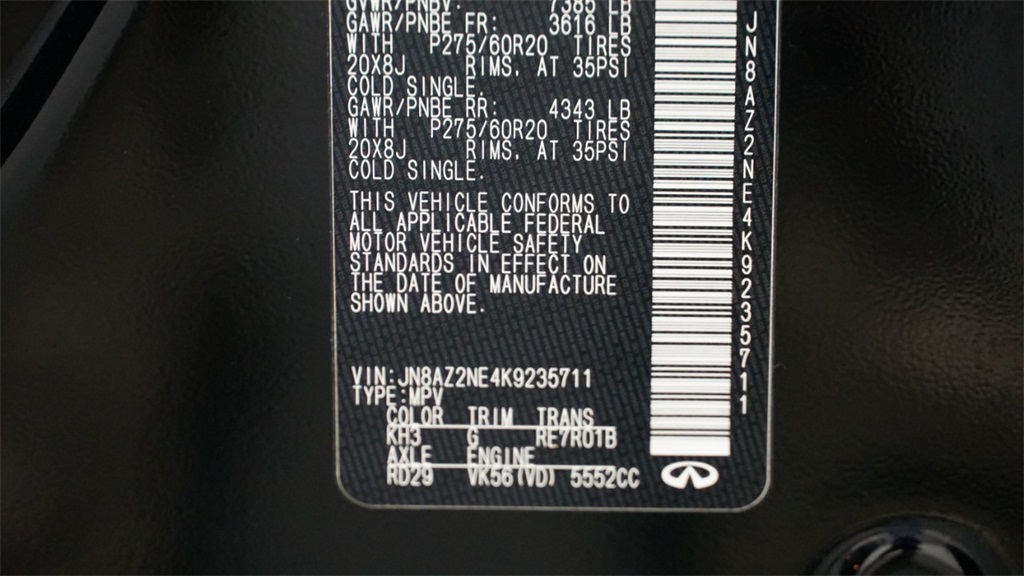 GVWR/PNBV: 7385 LB
GAWR/PNBE FR: 3616 LB
WITH P275/60R20 TIRES
20X8J RIMS, AT 35PSI
COLD SINGLE.
GAWR/PNBE RR: 4343 LB
WITH P275/60R20 TIRES
20X8J RIMS, AT 35PSI
COLD SINGLE.
THIS VEHICLE CONFORMS TO
ALL APPLICABLE FEDERAL
MOTOR VEHICLE SAFETY
STANDARDS IN EFFECT ON
THE DATE OF MANUFACTURE
SHOWN ABOVE.
VIN:JN8AZ2NE4K9235711
TYPE:MPV
COLOR TRIM TRANS
KH3 G RE7R01B
AXLE ENGINE
RD29 VK56(VD) 5552CC
JN8AZ2NE4K9235711